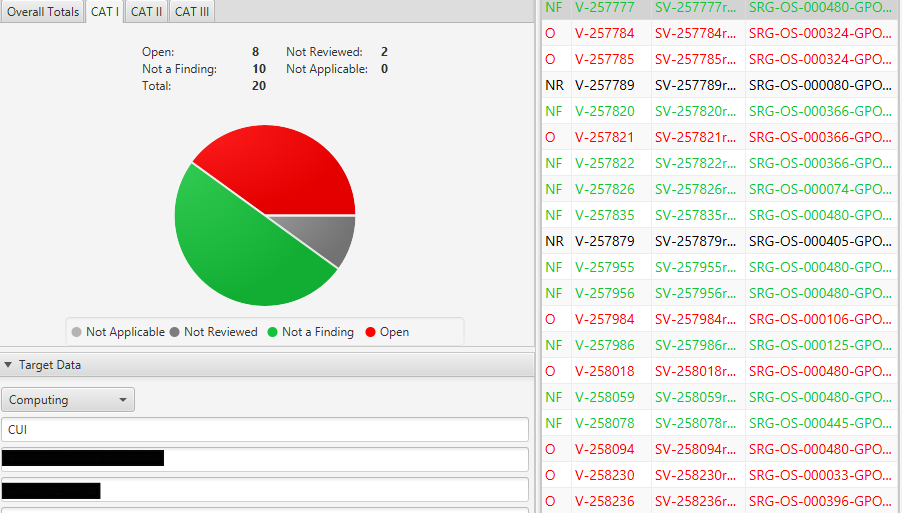 Overall Totals CAT I CAT II CAT III
Open: 8 Not Reviewed: 2
Not a Finding: 10 Not Applicable: 0
Total: 20
Not Applicable Not Reviewed Not a Finding Open
Target Data
Computing
CUI
NF V-257777 SV-257777r... SRG-OS-000480-GPO...
O V-257784 SV-257784r... SRG-OS-000324-GPO...
O V-257785 SV-257785r... SRG-OS-000324-GPO...
NR V-257789 SV-257789r... SRG-OS-000080-GPO...
NF V-257820 SV-257820r... SRG-OS-000366-GPO...
O V-257821 SV-257821r... SRG-OS-000366-GPO...
NF V-257822 SV-257822r... SRG-OS-000366-GPO...
NF V-257826 SV-257826r... SRG-OS-000074-GPO...
NF V-257835 SV-257835r... SRG-OS-000480-GPO...
NR V-257879 SV-257879r... SRG-OS-000405-GPO...
NF V-257955 SV-257955r... SRG-OS-000480-GPO...
NF V-257956 SV-257956r... SRG-OS-000480-GPO...
O V-257984 SV-257984r... SRG-OS-000106-GPO...
NF V-257986 SV-257986r... SRG-OS-000125-GPO...
O V-258018 SV-258018r... SRG-OS-000480-GPO...
NF V-258059 SV-258059r... SRG-OS-000480-GPO...
NF V-258078 SV-258078r... SRG-OS-000445-GPO...
O V-258094 SV-258094r... SRG-OS-000480-GPO...
O V-258230 SV-258230r... SRG-OS-000033-GPO...
O V-258236 SV-258236r... SRG-OS-000396-GPO...